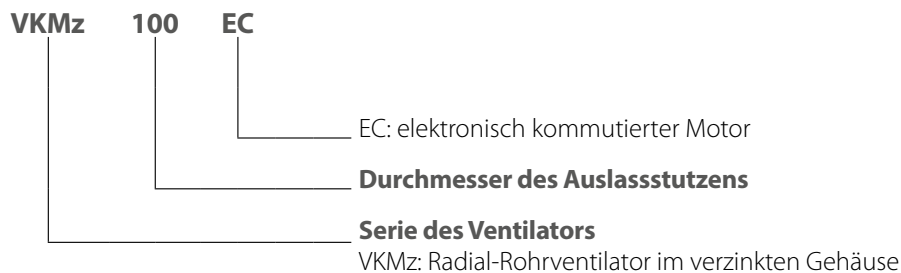 VKMz 100 EC
EC: elektronisch kommutierter Motor
Durchmesser des Auslassstutzens
Serie des Ventilators
VKMz: Radial-Rohrventilator im verzinkten Gehäuse